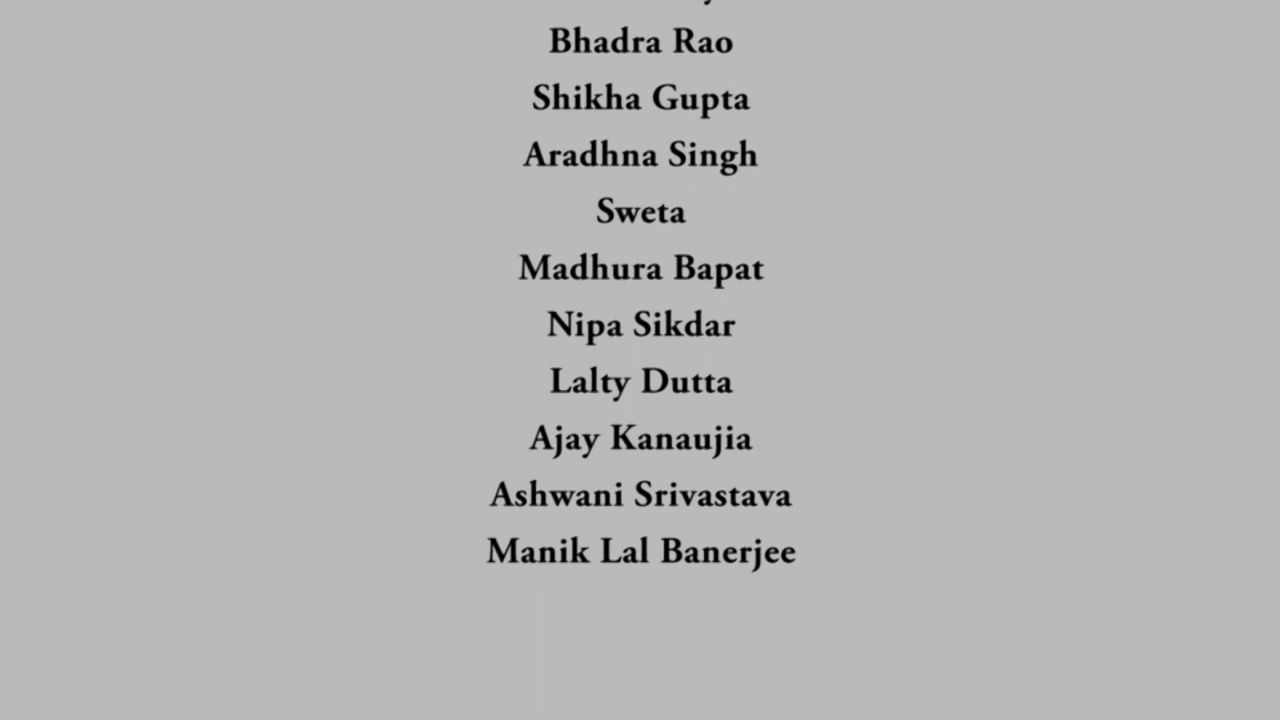 Bhadra Rao
Shikha Gupta
Aradhna Singh
Sweta
Madhura Bapat
Nipa Sikdar
Lalty Dutta
Ajay Kanaujia
Ashwani Srivastava
Manik Lal Banerjee